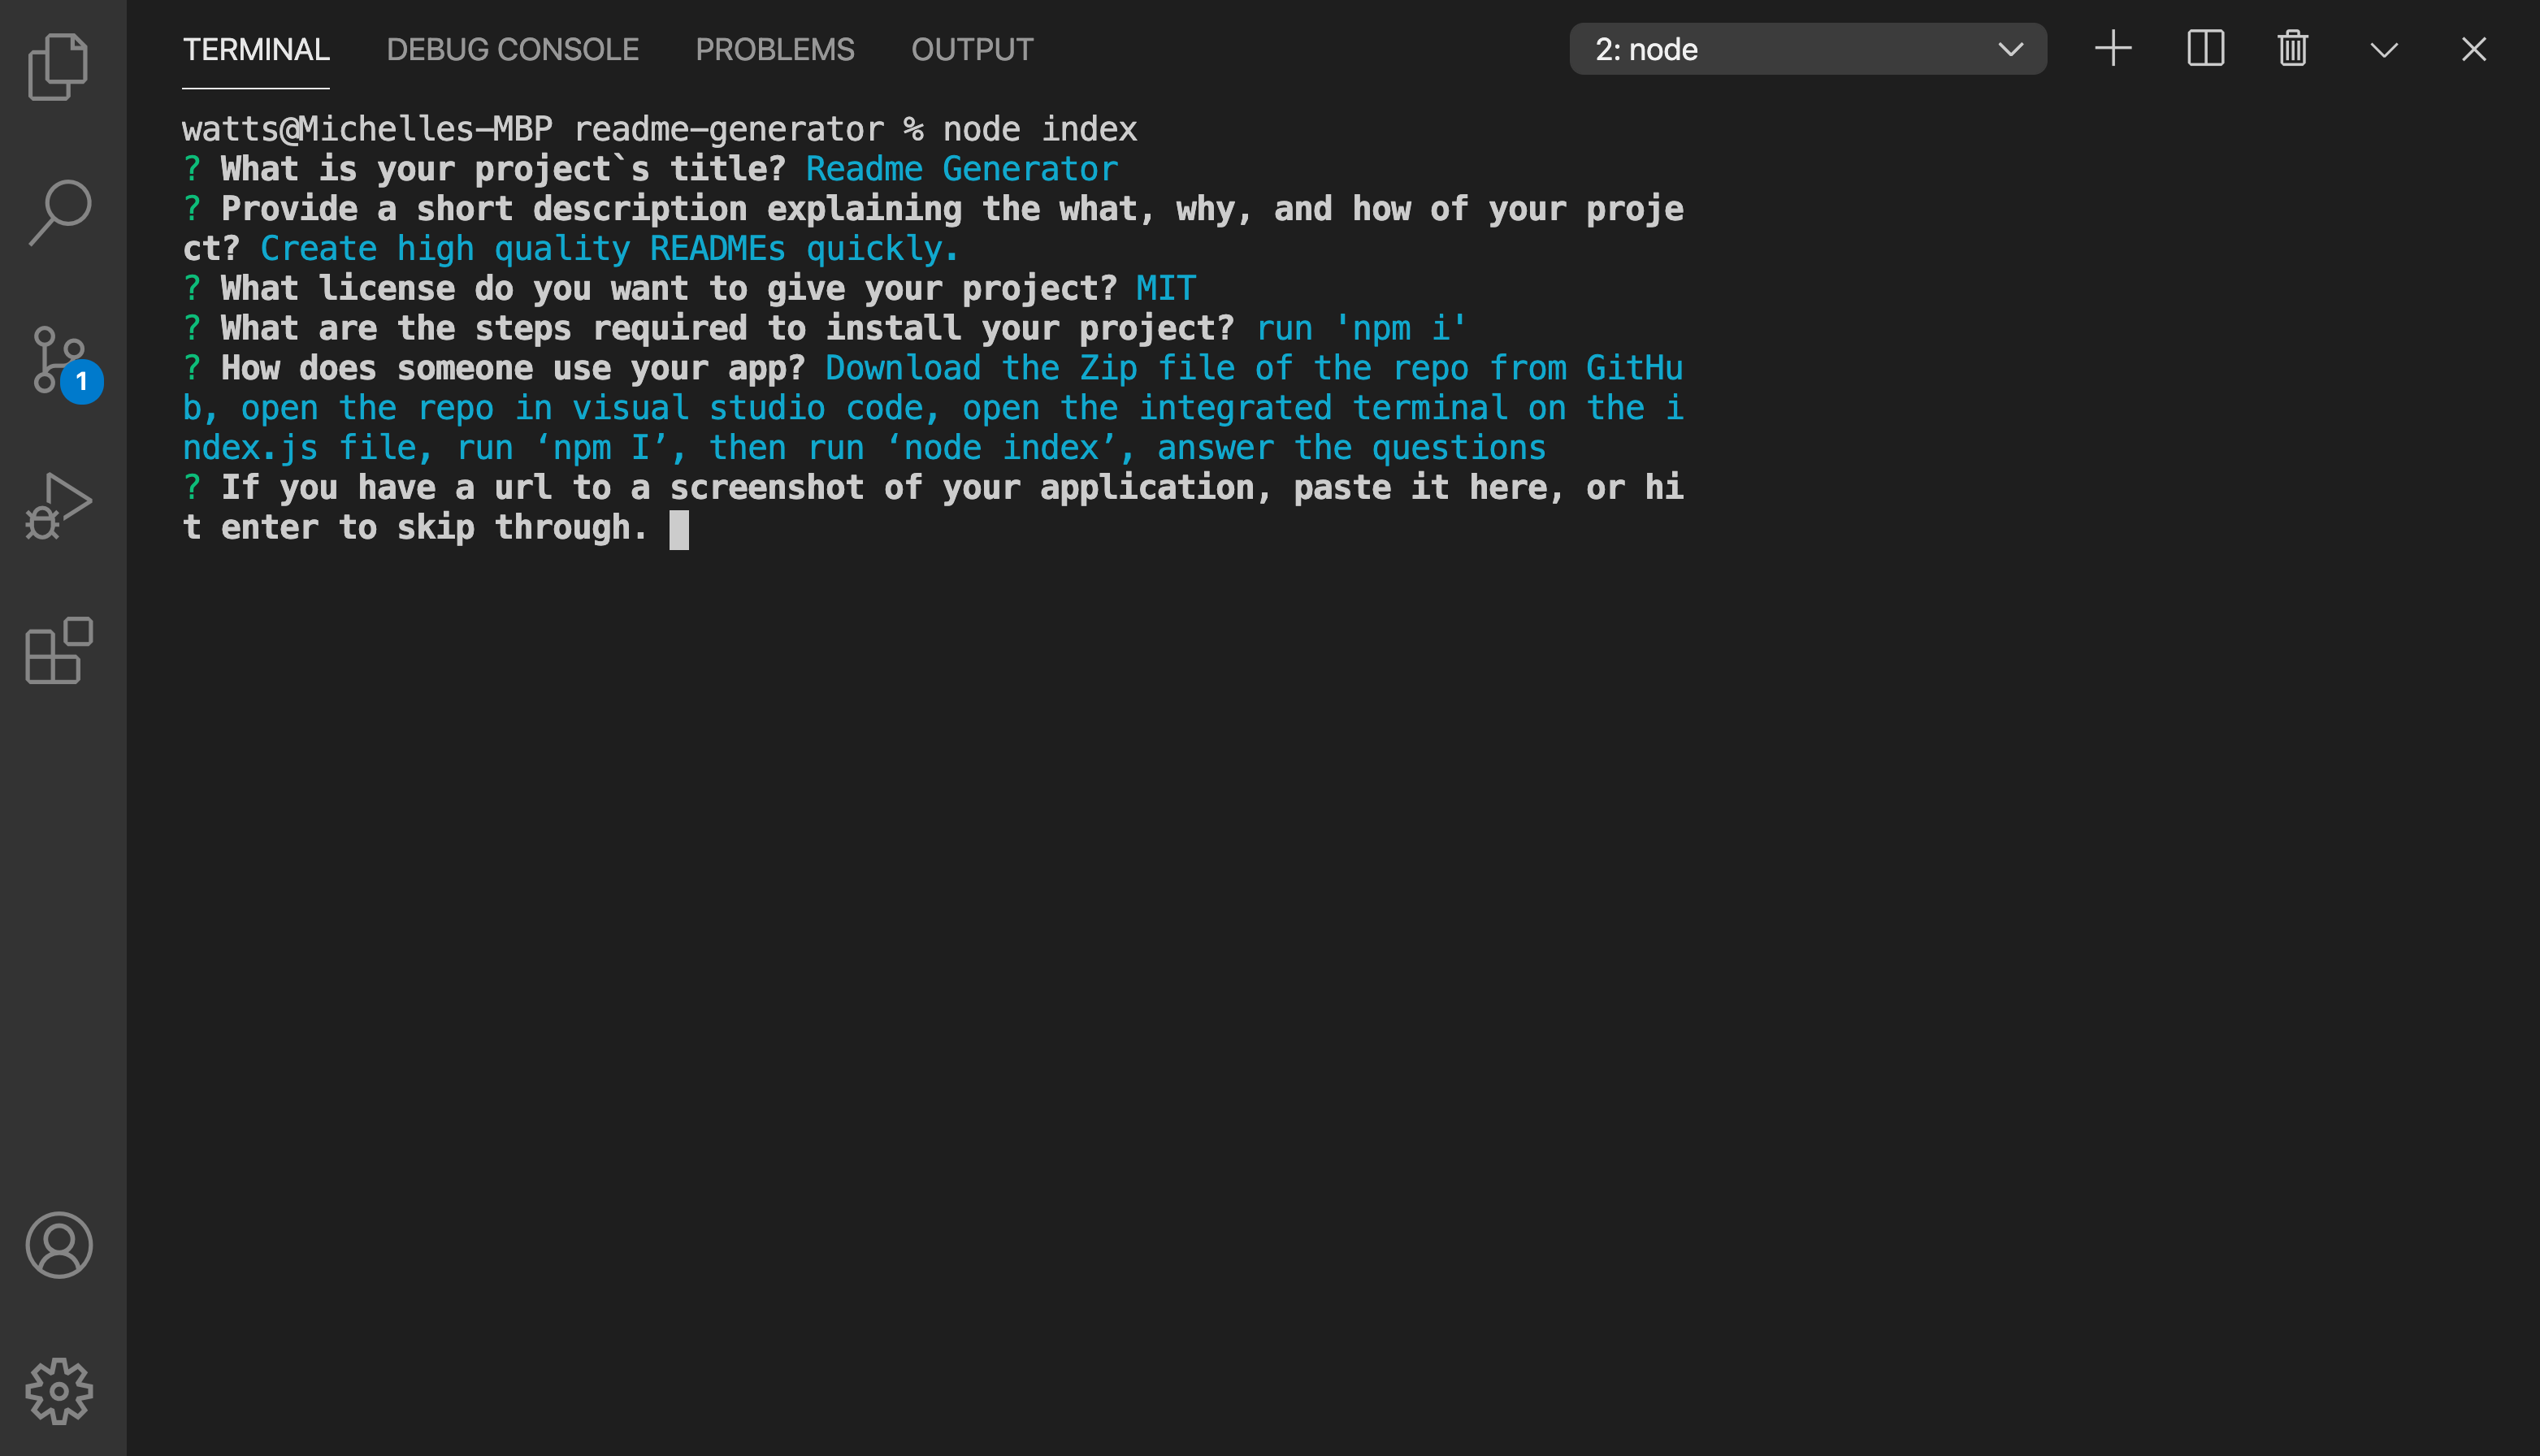 TERMINAL DEBUG CONSOLE PROBLEMS OUTPUT 2: node
watts@Michelles-MBP readme-generator % node index
? What is your project`s title? Readme Generator
? Provide a short description explaining the what, why, and how of your proje
ct? Create high quality READMEs quickly.
? What license do you want to give your project? MIT
? What are the steps required to install your project? run 'npm i'
? How does someone use your app? Download the Zip file of the repo from GitHu
b, open the repo in visual studio code, open the integrated terminal on the i
ndex.js file, run ‘npm I’, then run ‘node index’, answer the questions
? If you have a url to a screenshot of your application, paste it here, or hi
t enter to skip through.
1